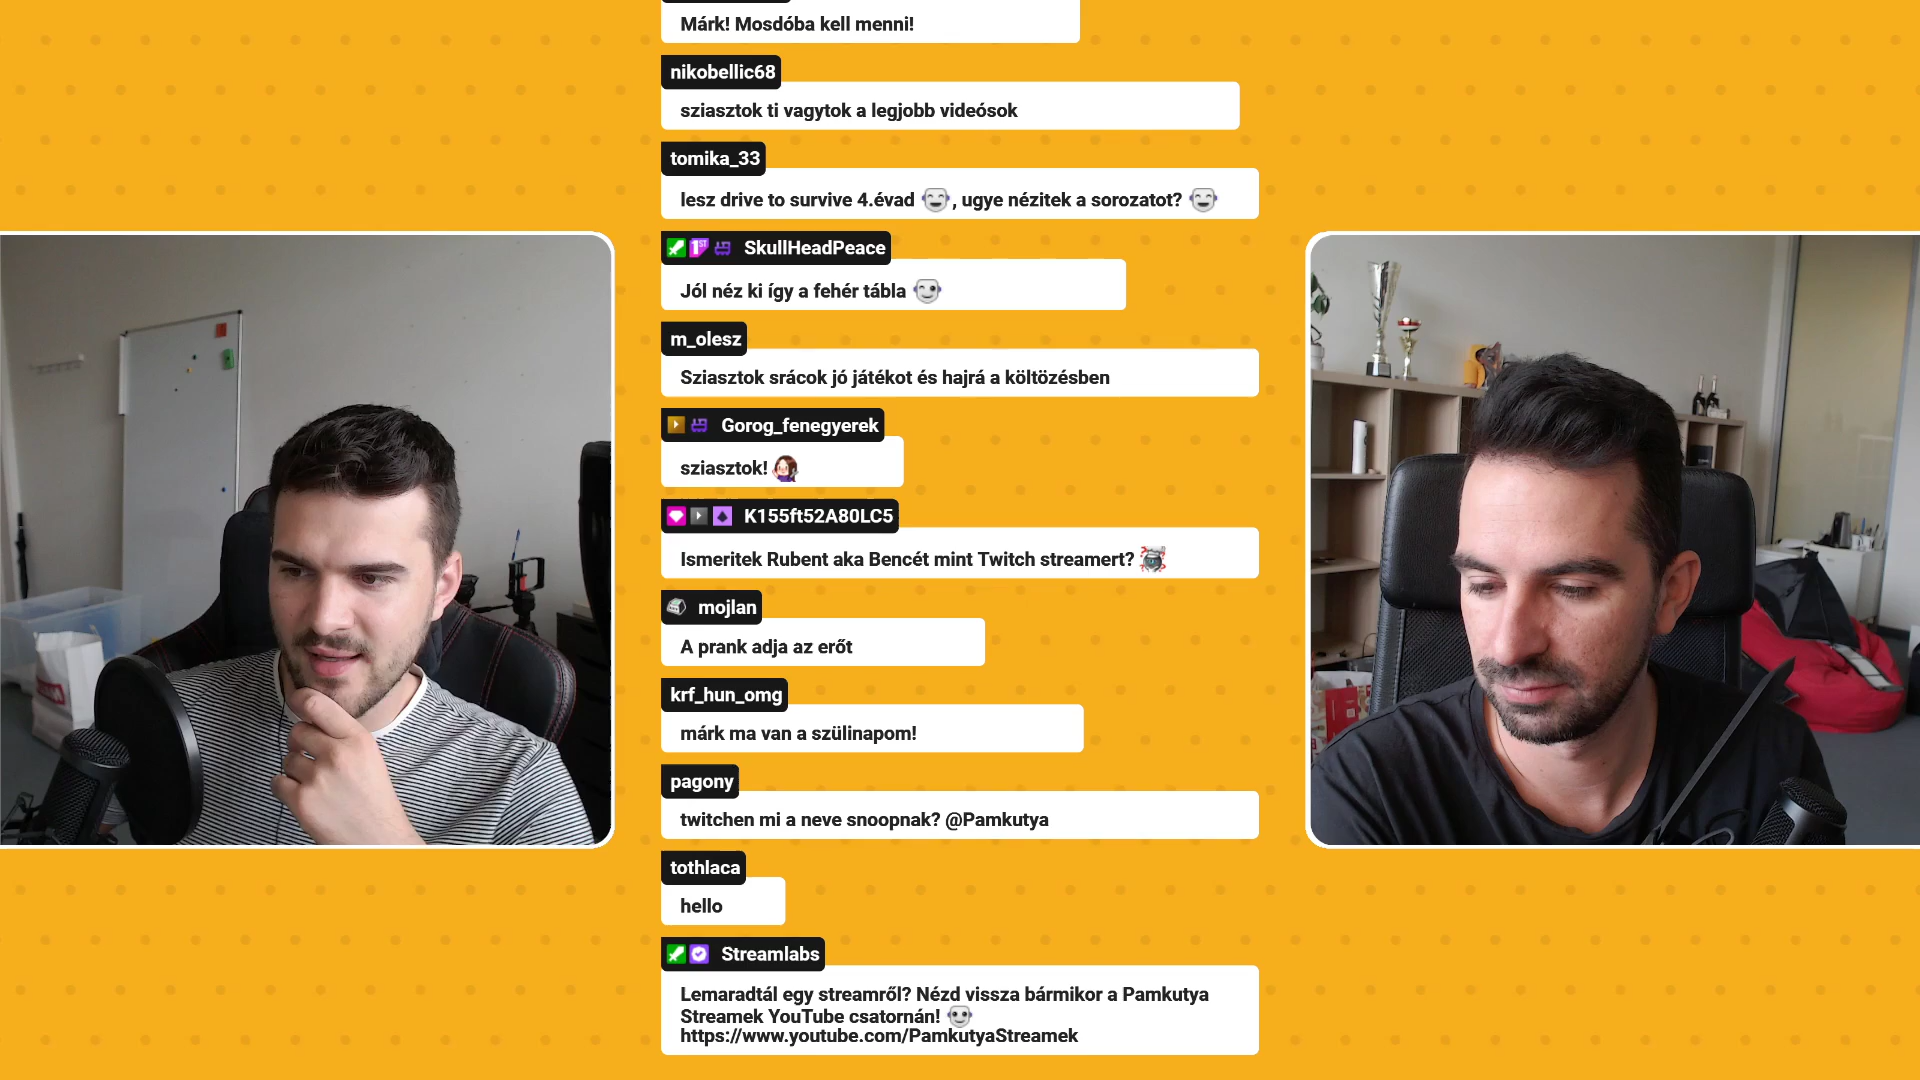 Márk! Mosdóba kell menni!
nikobellic68
sziasztok ti vagytok a legjobb videósok
tomika_33
lesz drive to survive 4.évad , ugye nézitek a sorozatot?
SkullHeadPeace
Jól néz ki így a fehér tábla
m_olesz
Sziasztok srácok jó játékot és hajrá a költözésben
Gorog_fenegyerek
sziasztok!
K155ft52A80LC5
Ismeritek Rubent aka Bencét mint Twitch streamert?
mojlan
A prank adja az erőt
krf_hun_omg
márk ma van a szülinapom!
pagony
twitchen mi a neve snoopnak? @Pamkutya
tothlaca
hello
Streamlabs
Lemaradtál egy streamről? Nézd vissza bármikor a Pamkutya
Streamek YouTube csatornán!
https://www.youtube.com/PamkutyaStreamek